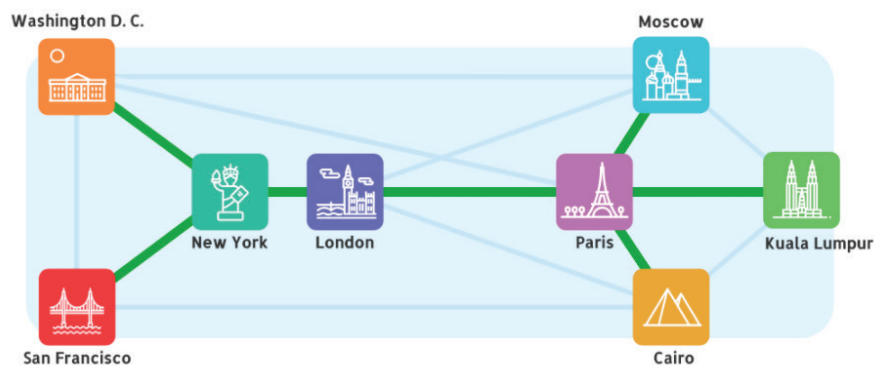 Washington D. C.
Moscow
New York
London
Paris
Kuala Lumpur
San Francisco
Cairo